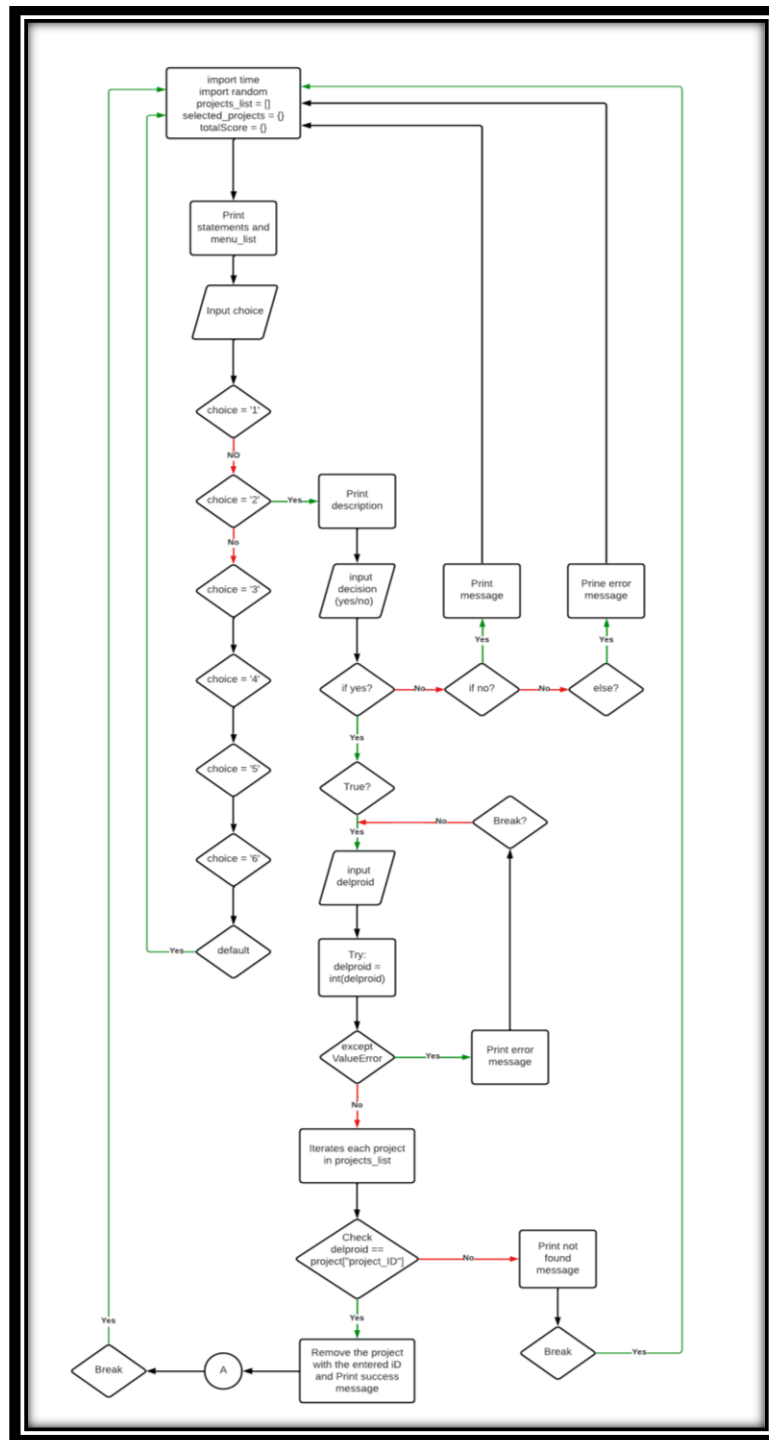 import time
import random
projects_list = []
selected_projects = {}
totalScore = {}
Print
statements and
menu_list
Input choice
choice = '1'
NO
choice = '2'
Yes
Print
description
No
choice = '3'
input
decision
(yes/no)
Print
message
Prine error
message
Yes
Yes
choice = '4'
if yes?
No
if no?
No
else?
Yes
choice = '5'
True?
Break?
No
Yes
choice = '6'
input
delproid
default
Yes
Try:
delproid =
int(delproid)
except
ValueError
Yes
Print error
message
No
Iterates each project
in projects_list
Check
delproid ==
project["project_ID"]
No
Print not
found
message
Yes
Yes
Remove the project
with the entered iD
and Print success
message
A
Break
Break
Yes